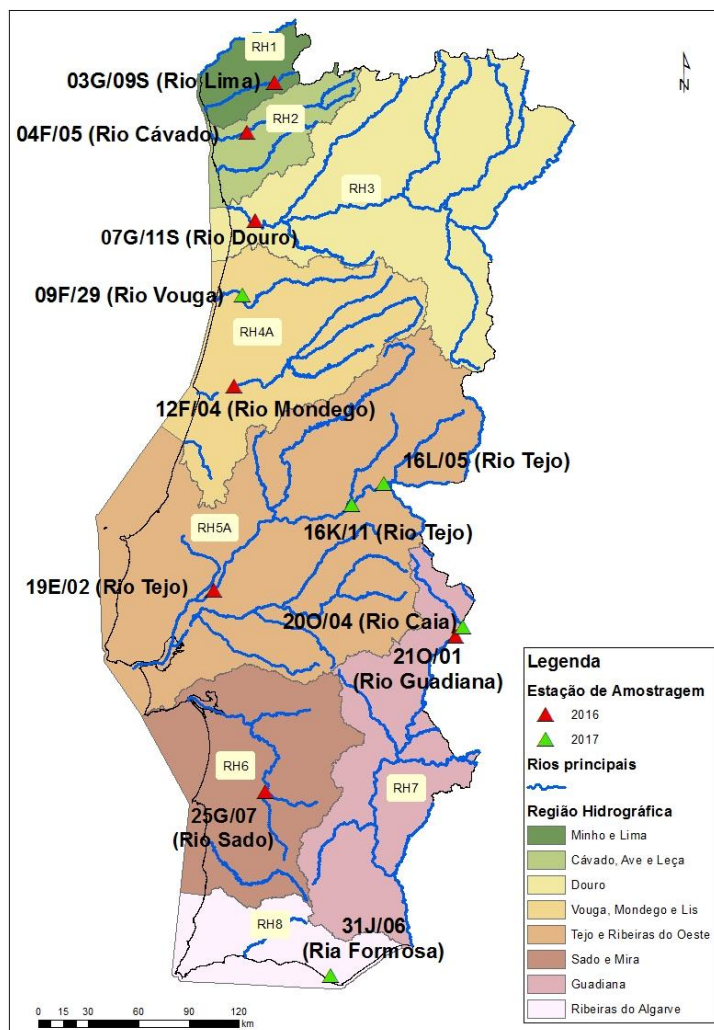 RH1
03G/09S (Rio Lima)
N
RH2
04F/05 (Rio Cávado)
RH3
07G/11S (Rio Douro)
09F/29 (Rio Vouga)
RH4A
12F/04 (Rio Mondego)
16L/05 (Rio Tejo)
RH5A
16K/11 (Rio Tejo)
19E/02 (Rio Tejo)
20O/04 (Rio Caia)
21O/01
(Rio Guadiana)
RH6
RH7
25G/07
(Rio Sado)
RH8
31J/06
(Ria Formosa)
Legenda
Estação de Amostragem
2016
2017
Rios principais
Região Hidrográfica
Minho e Lima
Cávado, Ave e Leça
Douro
Vouga, Mondego e Lis
Tejo e Ribeiras do Oeste
Sado e Mira
Guadiana
Ribeiras do Algarve
0 15 30 60 90 120
km